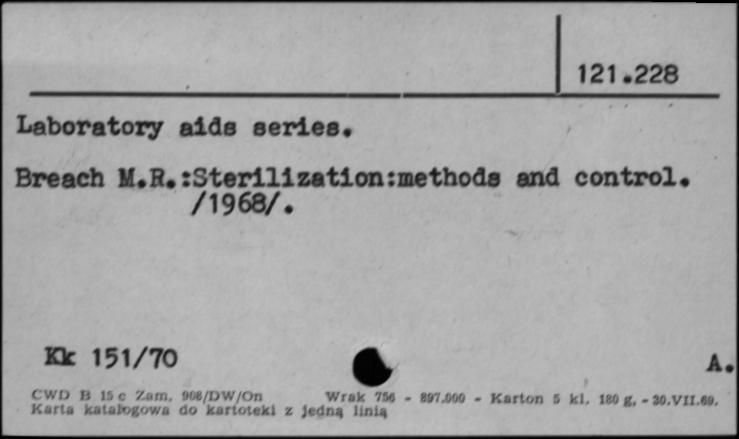 121.228
Laboratory aids series.
Breach M.R.:Sterilization:methods and control.
/1968/.
Kk 151/70
A.
CWD B 15 c Zam. 908/DW/On Wrak 756 - 897.000 - Karton 5 kl. 180 g. - 30.VII.69.
Karta katalogowa do kartoteki z jedną linią